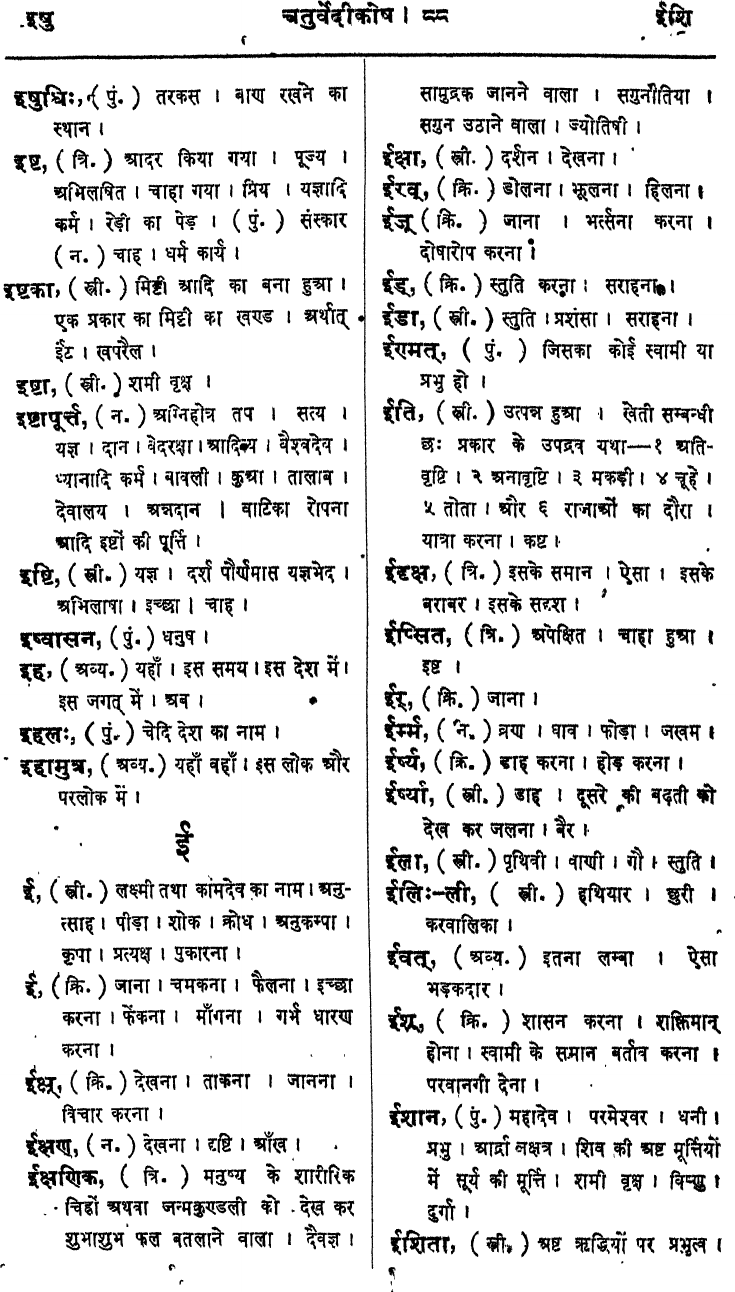 इषु चतुर्वेदीकोष। ८८ ईशि
इषुधिः, (पुं.) तरकस । बाण रखने का
स्थान ।
इष्ट, (त्रि.) आदर किया गया । पूज्य ।
अभिलषित । चाहा गया । प्रिय । यज्ञादि
कर्म । रेड़ी का पेड़ । (पुं.) संस्कार
(न.) चाह । धर्म कार्य ।
इष्टका, (स्त्री.) मिट्टी आदि का बना हुआ ।
एक प्रकार का मिट्टी का खण्ड । अर्थात्
ईंट । खपरैल ।
इष्टा, (स्त्री.) शमी वृक्ष ।
इष्टापूर्त्त, (न.) अग्निहोत्र तप । सत्य ।
यज्ञ । दान । वेदरक्षा । आतिथ्य । वैश्वदेव ।
ध्यानादि कर्म । बावली । कुआ । तालाब ।
देवालय । अन्नदान । वाटिका रोपना
आदि इष्टों की पूर्त्ति ।
इष्टि, (स्त्री.) यज्ञ । दर्श पौर्णमास यज्ञभेद ।
अभिलाषा । इच्छा । चाह ।
इष्वासन, (पुं.) धनुष ।
इह, (अव्य.) यहाँ । इस समय । इस देश में ।
इस जगत् में । अब ।
इहलः, (पुं.) चेदि देश का नाम ।
इहामुत्र, (अव्य.) यहाँ वहाँ । इस लोक और
परलोक में ।
ई
ई, (स्त्री.) लक्ष्मी तथा कामदेव का नाम । अनु-
त्साह । पीड़ा । शोक । क्रोध । अनुकम्पा ।
कृपा । प्रत्यक्ष । पुकारना ।
ई, (क्रि.) जाना । चमकना । फैलना । इच्छा
करना । फेंकना । माँगना । गर्भ धारण
करना ।
ईक्ष्, (क्रि.) देखना । ताकना । जानना ।
विचार करना ।
ईक्षण, (न.) देखना । दृष्टि । आँख ।
ईक्षणिक, (त्रि.) मनुष्य के शारीरिक
चिह्नों अथवा जन्मकुण्डली को देख कर
शुभाशुभ फल बतलाने वाला । दैवज्ञ ।
सामुद्रक जानने वाला । सगुनौतिया ।
सगुन उठाने वाला । ज्योतिषी ।
ईक्षा, (स्त्री.) दर्शन । देखना ।
ईरव्, (क्रि.) डोलना । झूलना । हिलना ।
ईज् (क्रि.) जाना । भर्त्सना करना ।
दोषारोप करना ।
ईड्, (क्रि.) स्तुति करना । सराहना ।
ईडा, (स्त्री.) स्तुति । प्रशंसा । सराहना ।
ईणमत्, (पुं.) जिसका कोई स्वामी या
प्रभु हो ।
ईति, (स्त्री.) उत्पन्न हुआ । खेती सम्बन्धी
छः प्रकार के उपद्रव यथा—१ अति-
वृष्टि । २ अनावृष्टि । ३ मकड़ी । ४ चूहे ।
५ तोता । और ६ राजाओं का दौरा ।
यात्रा करना । कष्ट ।
ईदृक्ष, (त्रि.) इसके समान । ऐसा । इसके
बराबर । इसके सदृश ।
ईप्सित, (त्रि.) अपेक्षित । चाहा हुआ ।
इष्ट ।
ईर्, (क्रि.) जाना ।
ईर्म्म, (न.) व्रण । घाव । फोड़ा । जखम ।
ईर्ष्य, (क्रि.) डाह करना । होड़ करना ।
ईर्ष्या, (स्त्री.) डाह । दूसरे की बढ़ती को
देख कर जलना । बैर ।
ईला, (स्त्री.) पृथिवी । वाणी । गौ । स्तुति ।
ईलिः-ली, (स्त्री.) हथियार । छुरी ।
करवालिका ।
ईवत्, (अव्य.) इतना लम्बा । ऐसा
भड़कदार ।
ईश्, (क्रि.) शासन करना । शक्तिमान्
होना । स्वामी के समान बर्ताव करना ।
परवानगी देना ।
ईशान, (पुं.) महादेव । परमेश्वर । धनी ।
प्रभु । आर्द्रा नक्षत्र । शिव की अष्ट मूर्त्तियों
में सूर्य की मूर्त्ति । शमी वृक्ष । विष्णु ।
दुर्गा ।
ईशिता, (स्त्री.) अष्ट ऋद्धियों पर प्रभुत्व ।